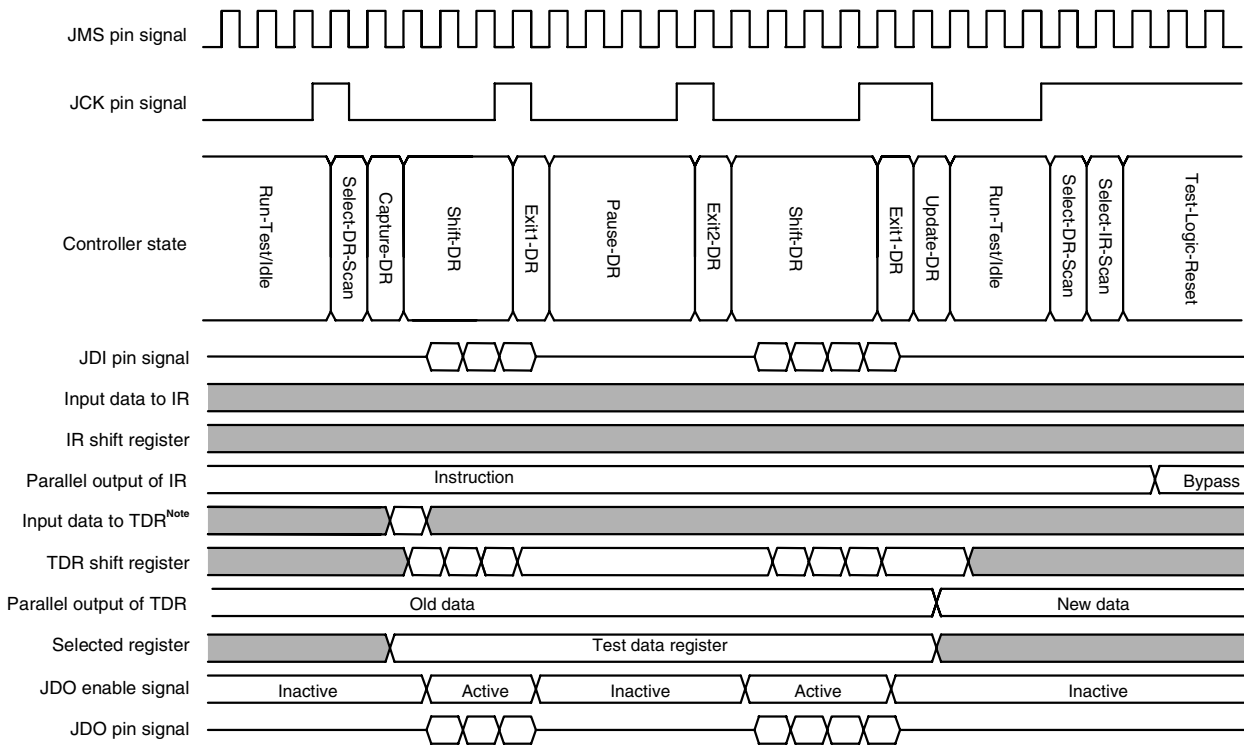 JMS pin signal
JCK pin signal
Controller state
Run-Test/Idle
Select-DR-Scan
Capture-DR
Shift-DR
Exit1-DR
Pause-DR
Exit2-DR
Shift-DR
Exit1-DR
Update-DR
Run-Test/Idle
Select-DR-Scan
Select-IR-Scan
Test-Logic-Reset
JDI pin signal
Input data to IR
IR shift register
Parallel output of IR Instruction Bypass
Input data to TDRNote
TDR shift register
Parallel output of TDR Old data New data
Selected register Test data register
JDO enable signal Inactive Active Inactive Active Inactive
JDO pin signal